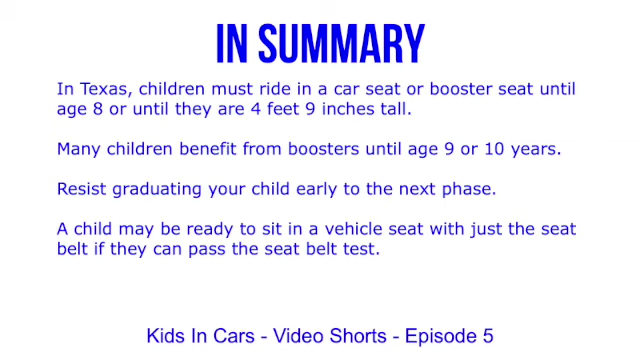 IN SUMMARY
In Texas, children must ride in a car seat or booster seat until
age 8 or until they are 4 feet 9 inches tall.
Many children benefit from boosters until age 9 or 10 years.
Resist graduating your child early to the next phase.
A child may be ready to sit in a vehicle seat with just the seat
belt if they can pass the seat belt test.
Kids In Cars - Video Shorts - Episode 5